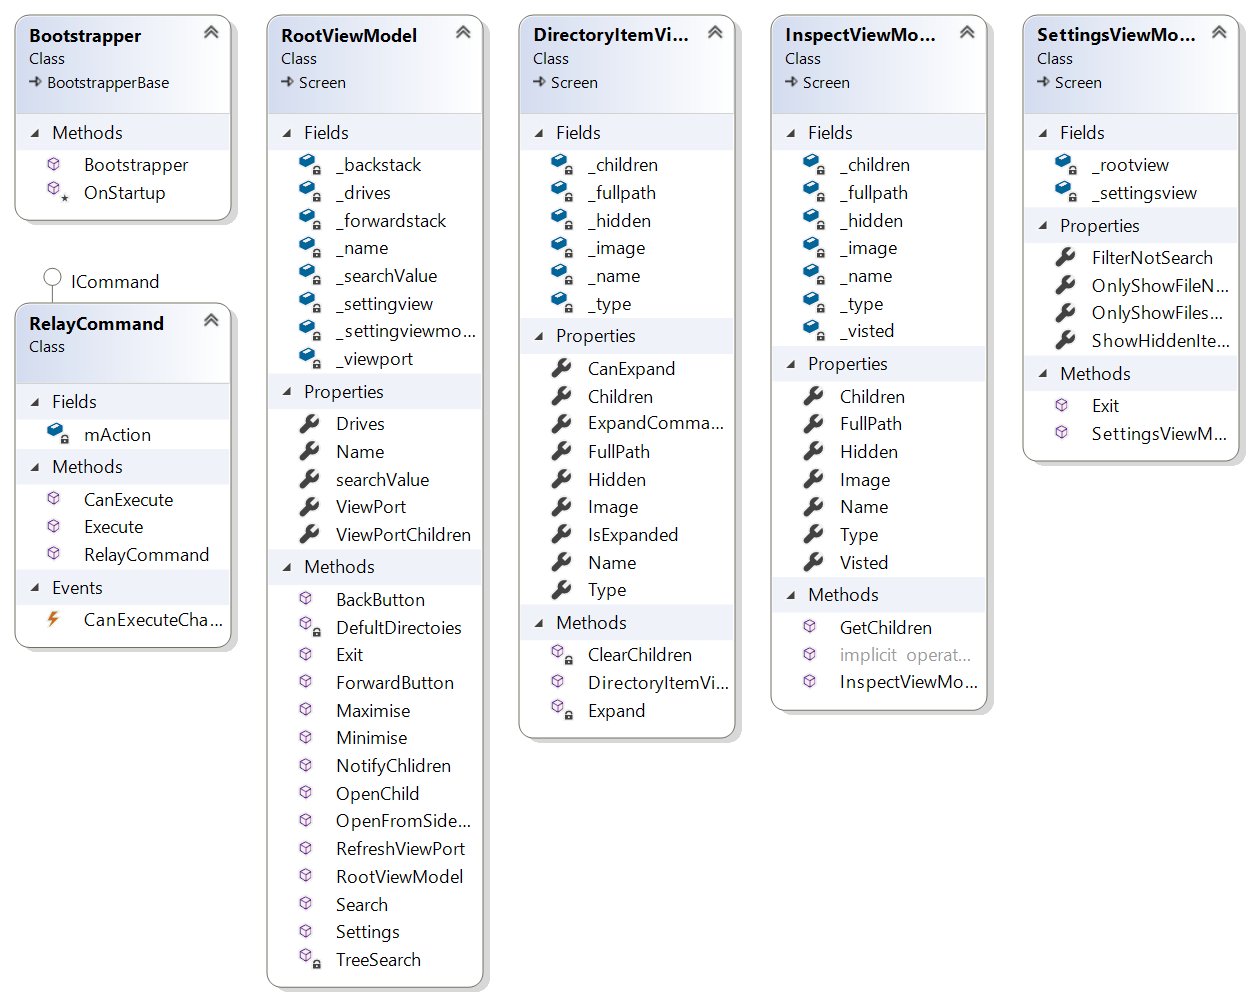 Bootstrapper
Class
BootstrapperBase
Methods
Bootstrapper
OnStartup
ICommand
RelayCommand
Class
Fields
mAction
Methods
CanExecute
Execute
RelayCommand
Events
CanExecuteCha...
RootViewModel
Class
Screen
Fields
_backstack
_drives
_forwardstack
_name
_searchValue
_settingview
_settingviewmo...
_viewport
Properties
Drives
Name
searchValue
ViewPort
ViewPortChildren
Methods
BackButton
DefultDirectoies
Exit
ForwardButton
Maximise
Minimise
NotifyChlidren
OpenChild
OpenFromSide...
RefreshViewPort
RootViewModel
Search
Settings
TreeSearch
DirectoryItemVi...
Class
Screen
Fields
_children
_fullpath
_hidden
_image
_name
_type
Properties
CanExpand
Children
ExpandComma...
FullPath
Hidden
Image
IsExpanded
Name
Type
Methods
ClearChildren
DirectoryItemVi...
Expand
InspectViewMo...
Class
Screen
Fields
_children
_fullpath
_hidden
_image
_name
_type
_visted
Properties
Children
FullPath
Hidden
Image
Name
Type
Visted
Methods
GetChildren
implicit operat...
InspectViewMo...
SettingsViewMo...
Class
Screen
Fields
_rootview
_settingsview
Properties
FilterNotSearch
OnlyShowFileN...
OnlyShowFiles...
ShowHiddenIte...
Methods
Exit
SettingsViewM...